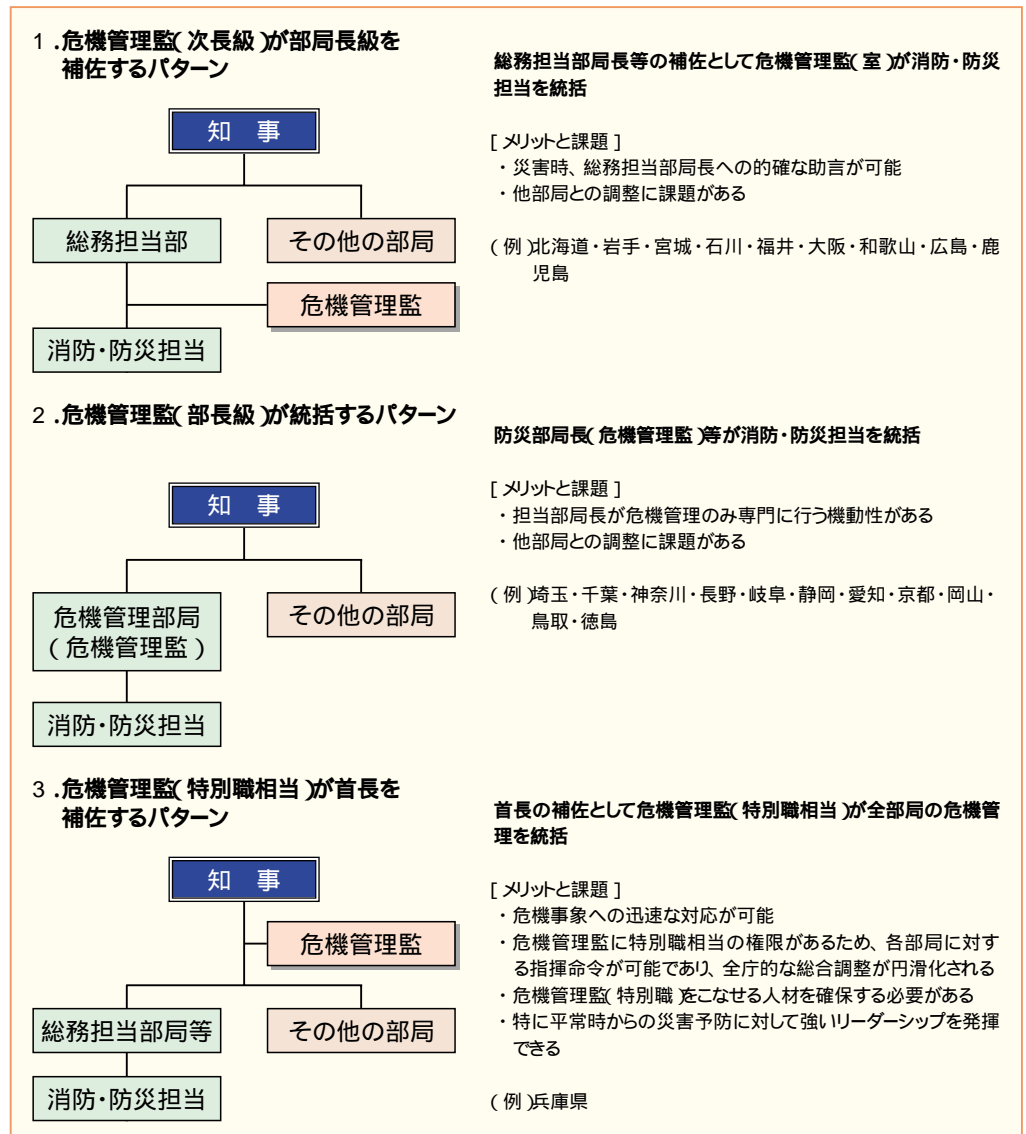 1．危機管理監（次長級）が部局長級を
補佐するパターン
知　事
総務担当部
その他の部局
危機管理監
消防・防災担当
総務担当部局長等の補佐として危機管理監（室）が消防・防災
担当を統括
［メリットと課題］
・災害時、総務担当部局長への的確な助言が可能
・他部局との調整に課題がある
（例）北海道・岩手・宮城・石川・福井・大阪・和歌山・広島・鹿
児島
2．危機管理監（部長級）が統括するパターン
知　事
危機管理部局
（危機管理監）
その他の部局
消防・防災担当
防災部局長（危機管理監）等が消防・防災担当を統括
［メリットと課題］
・担当部局長が危機管理のみ専門に行う機動性がある
・他部局との調整に課題がある
（例）埼玉・千葉・神奈川・長野・岐阜・静岡・愛知・京都・岡山・
鳥取・徳島
3．危機管理監（特別職相当）が首長を
補佐するパターン
知　事
危機管理監
総務担当部局等
その他の部局
消防・防災担当
首長の補佐として危機管理監（特別職相当）が全部局の危機管
理を統括
［メリットと課題］
・危機事象への迅速な対応が可能
・危機管理監に特別職相当の権限があるため、各部局に対す
る指揮命令が可能であり、全庁的な総合調整が円滑化される
・危機管理監（特別職）をこなせる人材を確保する必要がある
・特に平常時からの災害予防に対して強いリーダーシップを発揮
できる
（例）兵庫県